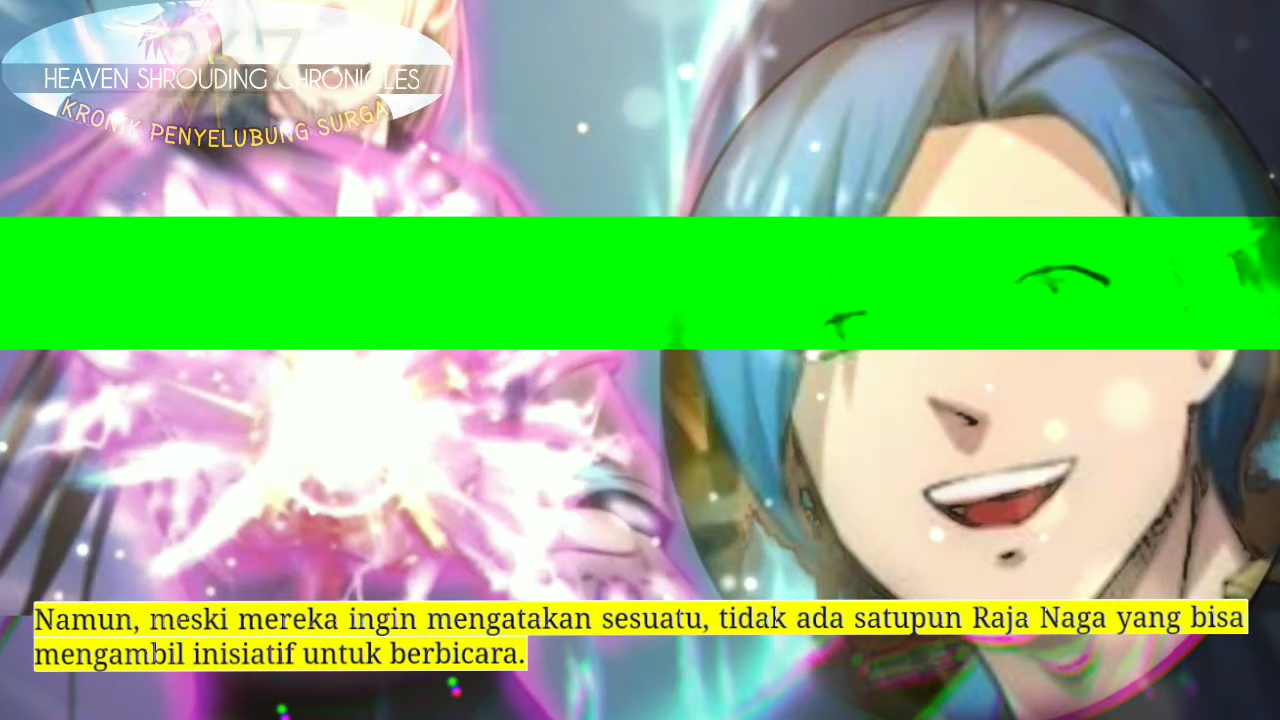 HEAVEN SHROUDING CHRONICLES
KRONIK PENYELUBUNG SURGA
Namun, meski mereka ingin mengatakan sesuatu, tidak ada satupun Raja Naga yang bisa
mengambil inisiatif untuk berbicara.